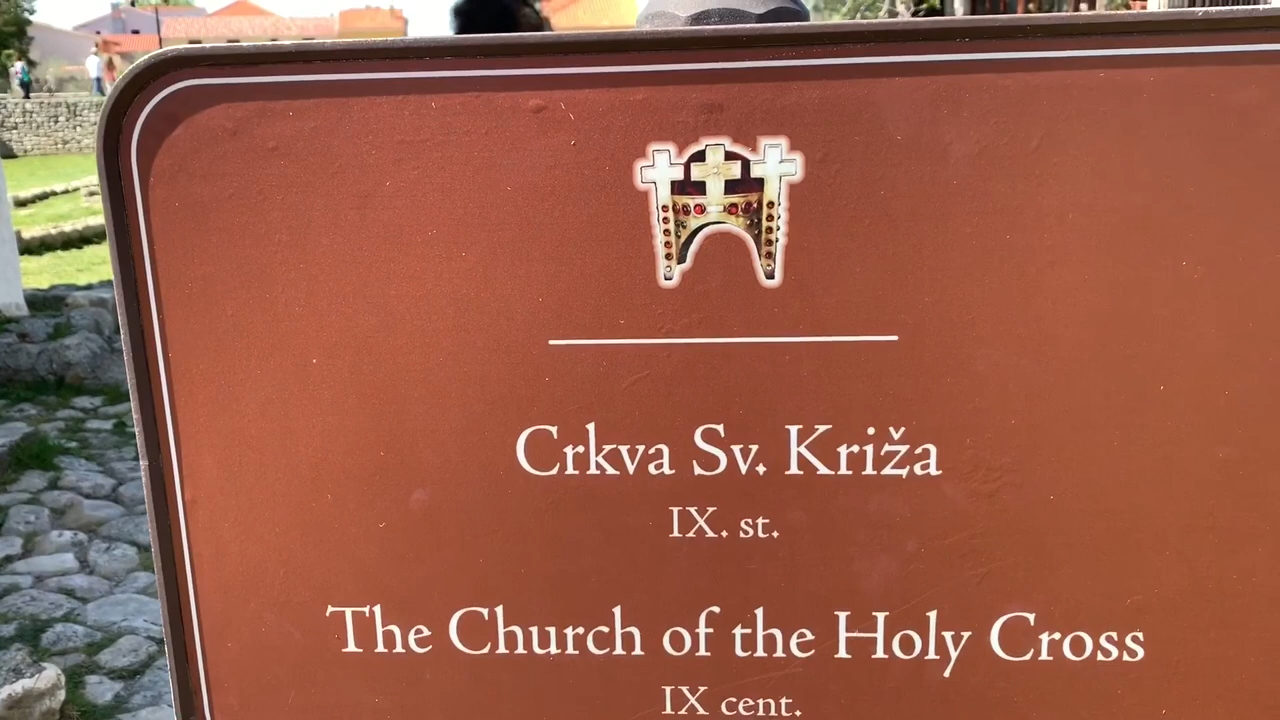 Crkva Sv. Križa
IX. st.
The Church of the Holy Cross
IX cent.